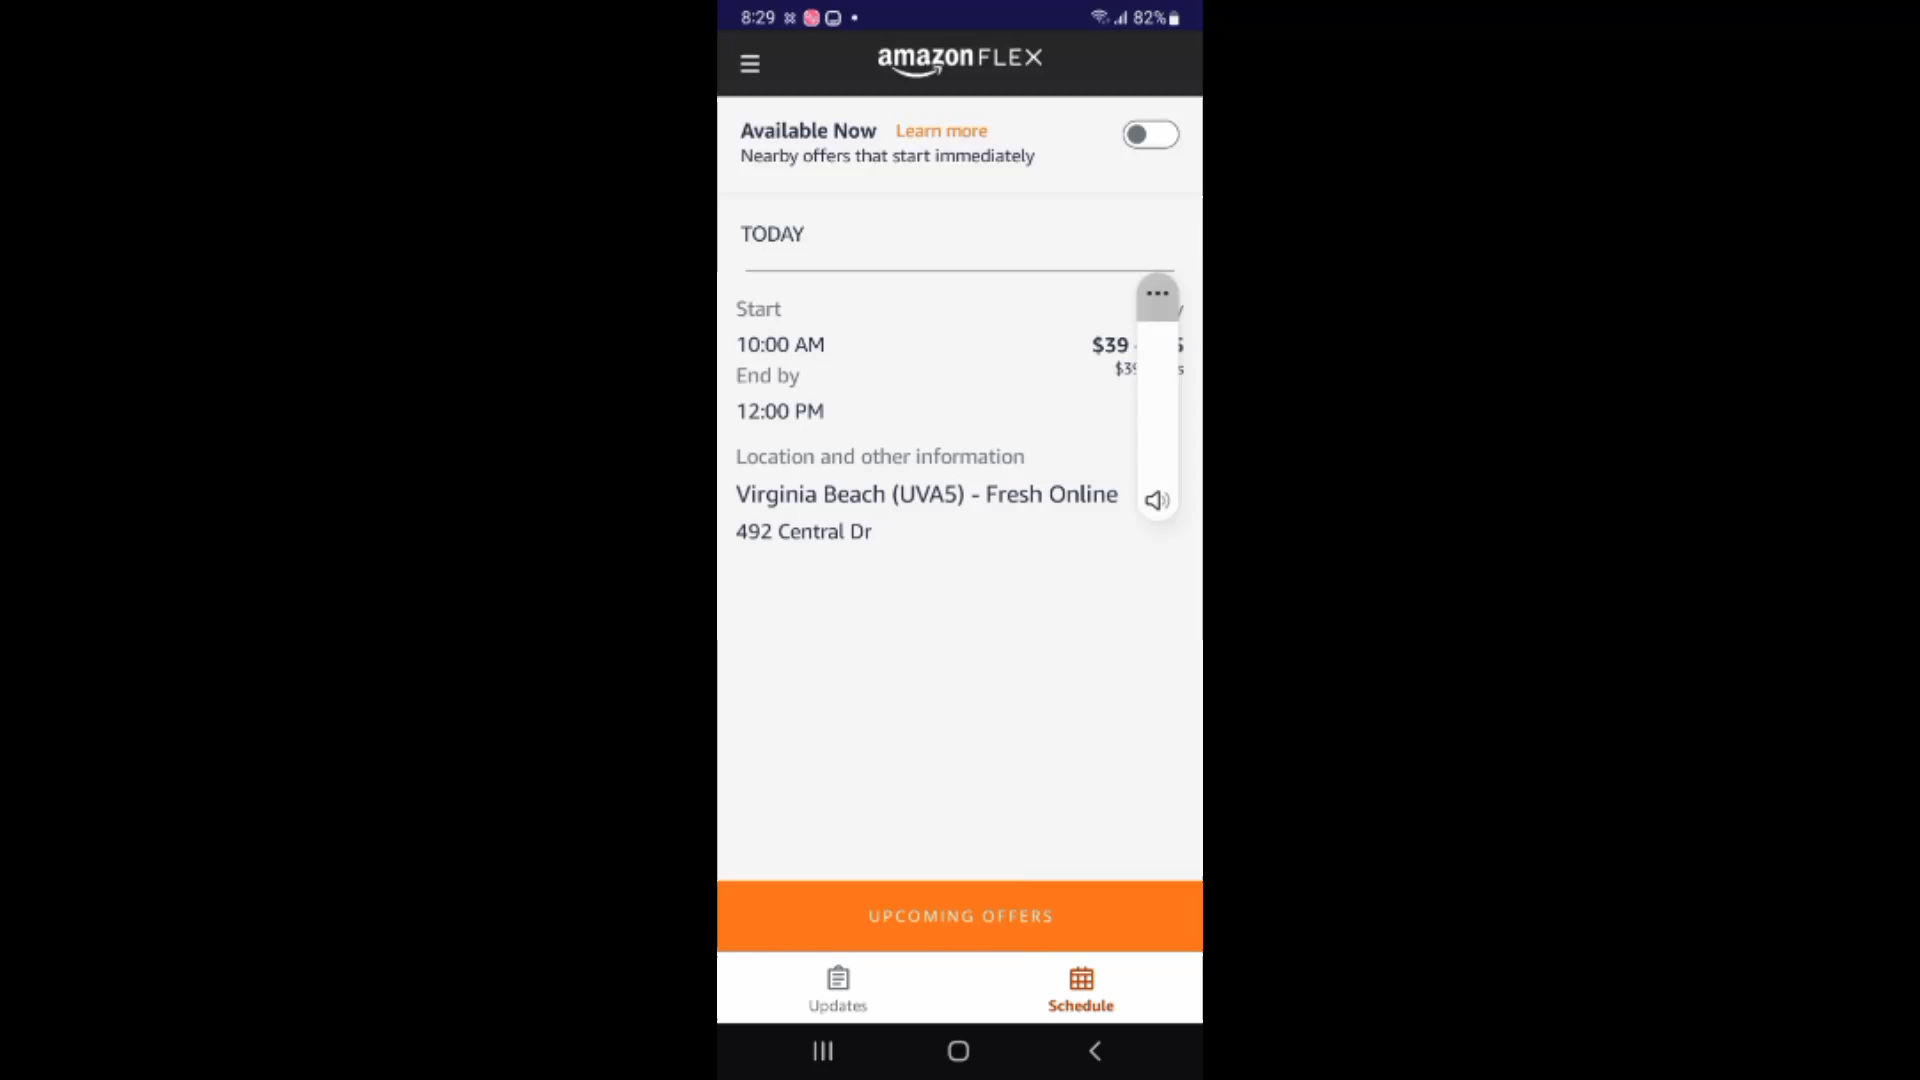 8:29
82%
amazon FLEX
Available Now Learn more
Nearby offers that start immediately
TODAY
Start
10:00 AM
$39
End by
12:00 PM
Location and other information
Virginia Beach (UVA5) - Fresh Online
492 Central Dr
UPCOMING OFFERS
Updates
Schedule